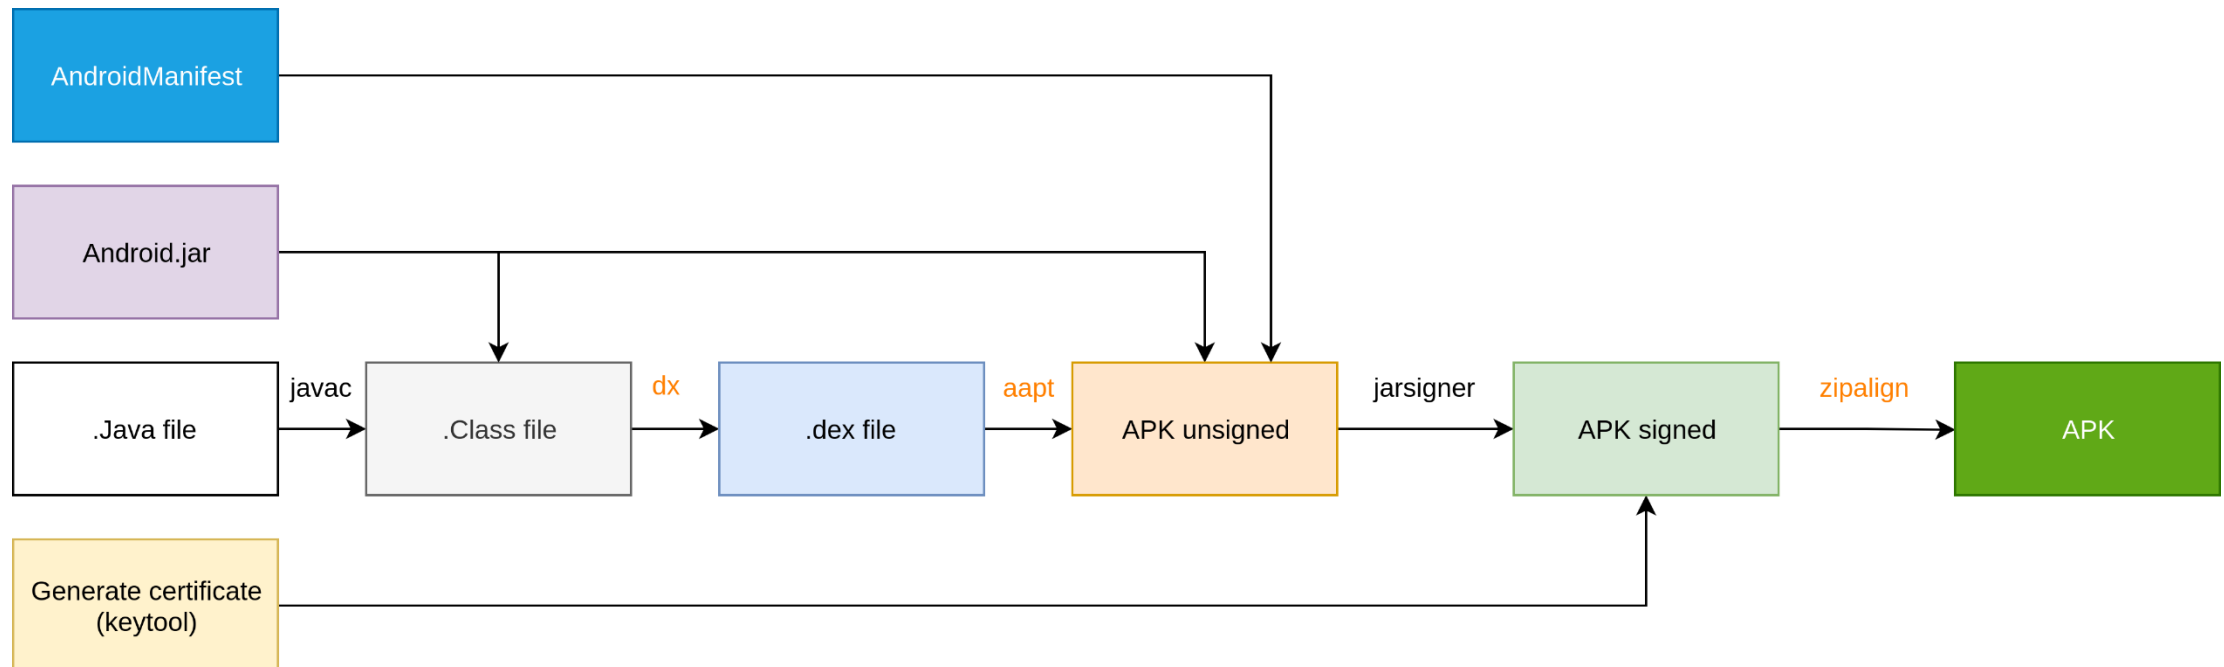 AndroidManifest
Android.jar
.Java file
javac
.Class file
dx
.dex file
aapt
APK unsigned
jarsigner
APK signed
zipalign
APK
Generate certificate
(keytool)